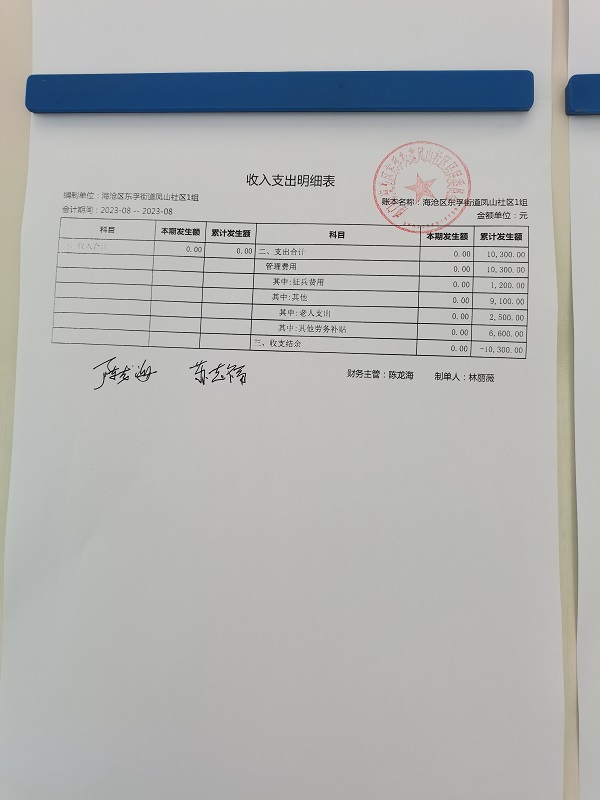 收入支出明细表
编制单位：海沧区东孚街道凤山社区1组 账本名称：海沧区东孚街道凤山社区1组
会计期间：2023-08 -- 2023-08 金额单位：元
科目 本期发生额 累计发生额 科目 本期发生额 累计发生额
一、收入合计 0.00 0.00 二、支出合计 0.00 10,300.00
管理费用 0.00 10,300.00
其中:征兵费用 0.00 1,200.00
其中:其他 0.00 9,100.00
其中:老人支出 0.00 2,500.00
其中:其他劳务补贴 0.00 6,600.00
三、收支结余 0.00 -10,300.00
陈龙海 财务主管：陈龙海 制单人：林丽薇